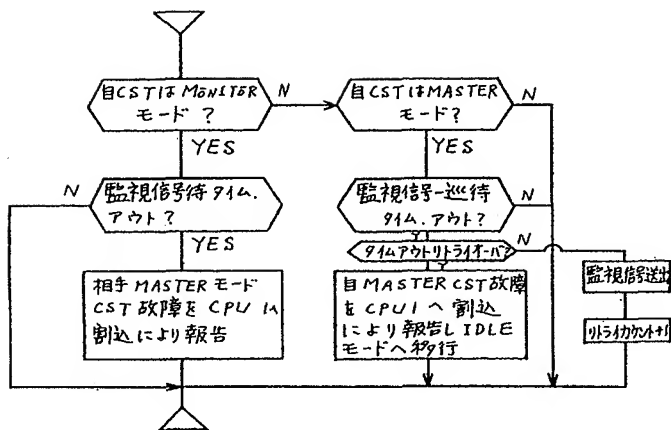 自CSTはMONITER
モード?
N
自CSTはMASTER
モード?
N
YES
YES
N
監視信号待タイム.
アウト?
監視信号一巡待
タイム.アウト?
N
YES
Y
タイムアウトリトライオーバ?
N
Y
相手MASTERモード
CST故障をCPUへ
割込により報告
自MASTER CST故障
をCPU1へ割込
により報告しIDLE
モードへ移行
監視信号送出
リトライカウント+1